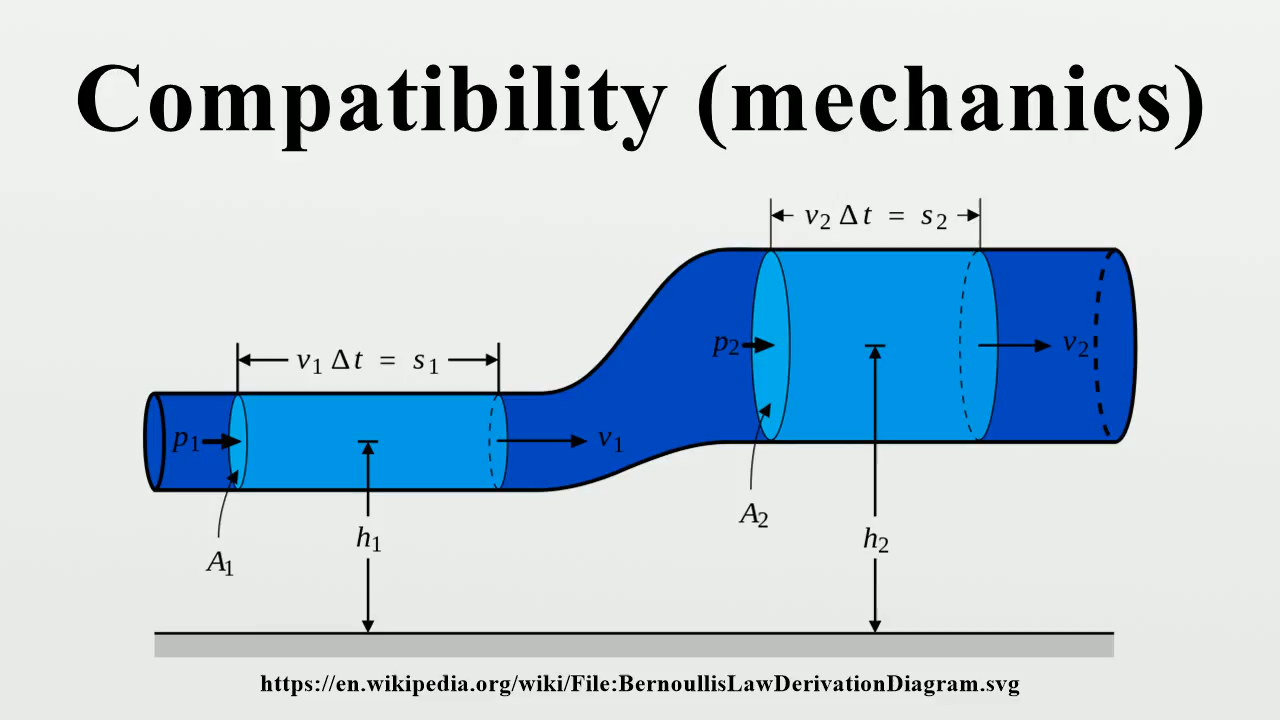 Compatibility (mechanics)
v₂ Δt = s₂
v₁ Δt = s₁
p₂
v₂
p₁
v₁
A₂
h₁
h₂
A₁
https://en.wikipedia.org/wiki/File:BernoullisLawDerivationDiagram.svg